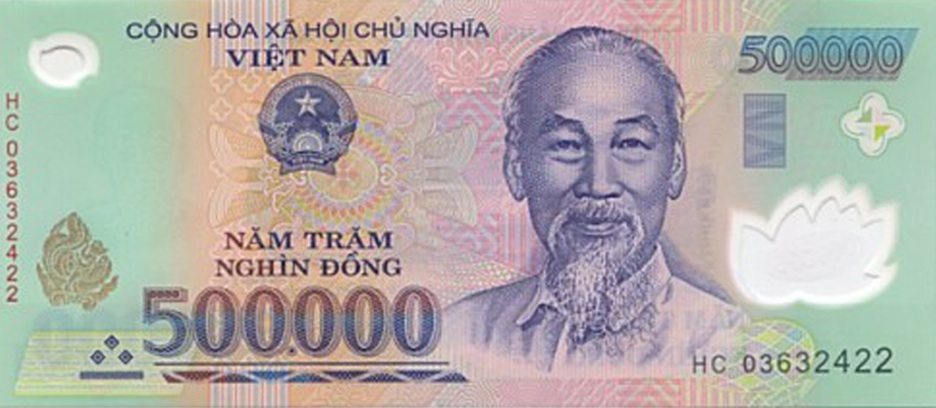 CỘNG HÒA XÃ HỘI CHỦ NGHĨA
VIỆT NAM
500000
HC 03632422
NĂM TRĂM
NGHÌN ĐỒNG
500.000
HC 03632422